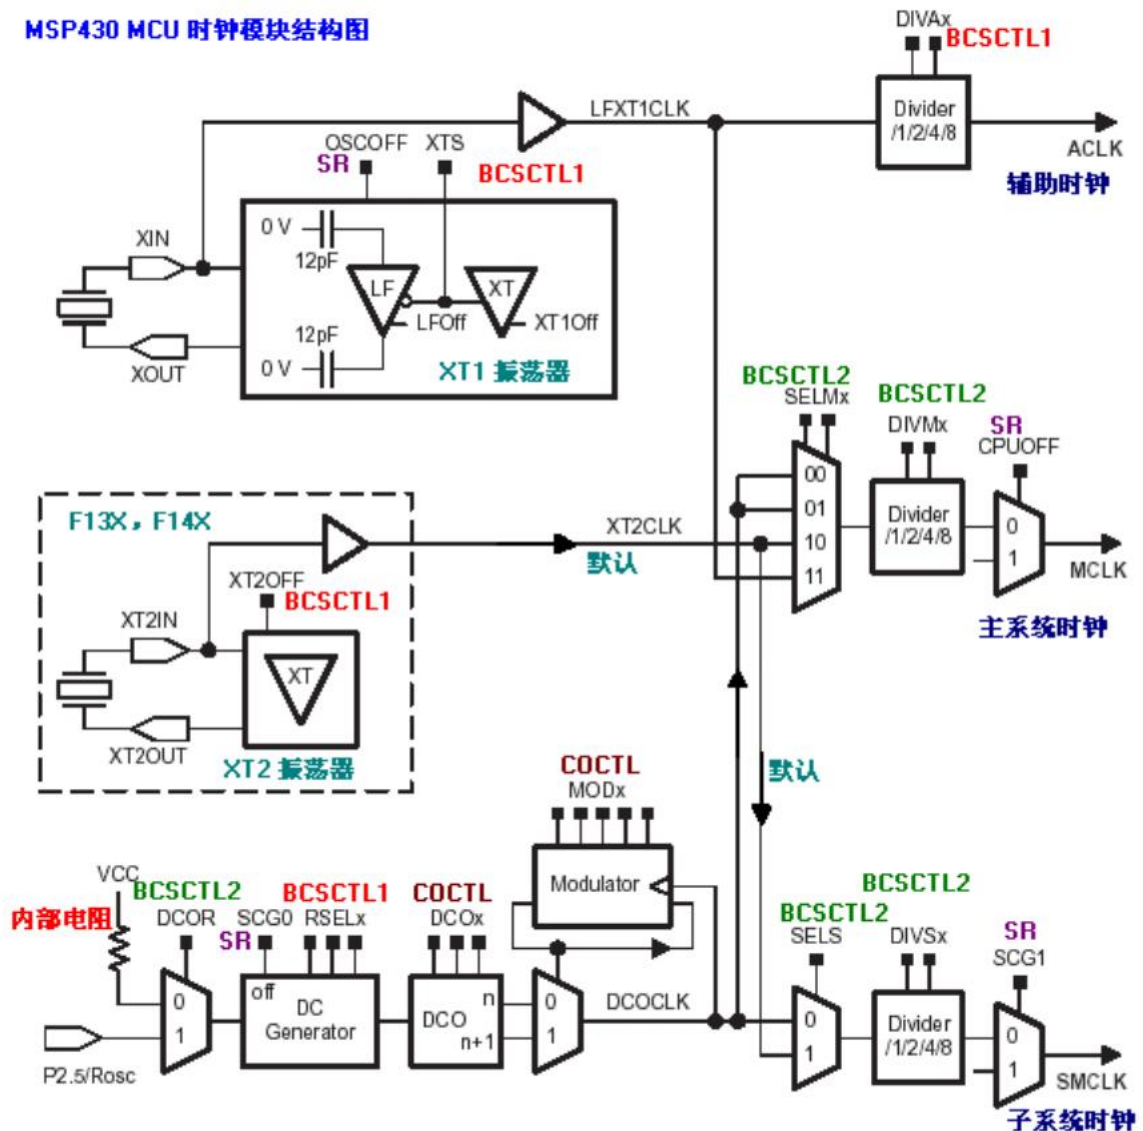 MSP430 MCU 时钟模块结构图
DIVAx
BCSCTL1
Divider
/1/2/4/8
ACLK
辅助时钟
LFXT1CLK
OSCOFF
XTS
SR
BCSCTL1
XIN
0 V
12pF
LF
XT
LFOff
XT1Off
12pF
0 V
XT1 振荡器
XOUT
BCSCTL2
SELMx
BCSCTL2
DIVMx
SR
CPUOFF
00
01
10
11
Divider
/1/2/4/8
0
1
MCLK
主系统时钟
F13X，F14X
XT2CLK
默认
XT2OFF
BCSCTL1
XT2IN
XT
XT2OUT
XT2 振荡器
默认
COCTL
MODx
Modulator
VCC
内部电阻
BCSCTL2
DCOR
SR
SCG0
BCSCTL1
RSELx
COCTL
DCOx
0
1
off
DC
Generator
DCO
n
n+1
0
1
DCOCLK
P2.5/Rosc
BCSCTL2
SELS
BCSCTL2
DIVSx
SR
SCG1
0
1
Divider
/1/2/4/8
0
1
SMCLK
子系统时钟